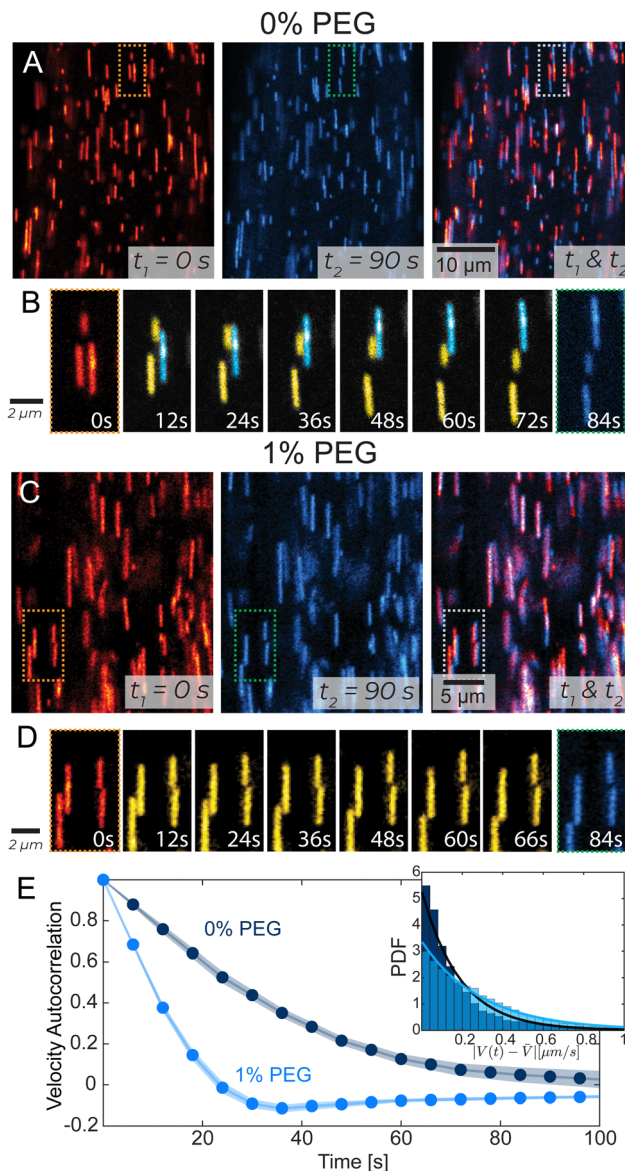 0% PEG
A
t1 = 0 s
t2 = 90 s
10 µm
t1 & t2
B
2 µm
0s
12s
24s
36s
48s
60s
72s
84s
1% PEG
C
t1 = 0 s
t2 = 90 s
5 µm
t1 & t2
D
2 µm
0s
12s
24s
36s
48s
60s
66s
84s
E
Velocity Autocorrelation
0.8
0.6
0.4
0.2
0
-0.2
20
40
60
80
100
Time [s]
0% PEG
1% PEG
PDF
6
5
4
3
2
1
0
0.2
0.4
0.6
0.8
1
|V(t) − V̄|[µm/s]